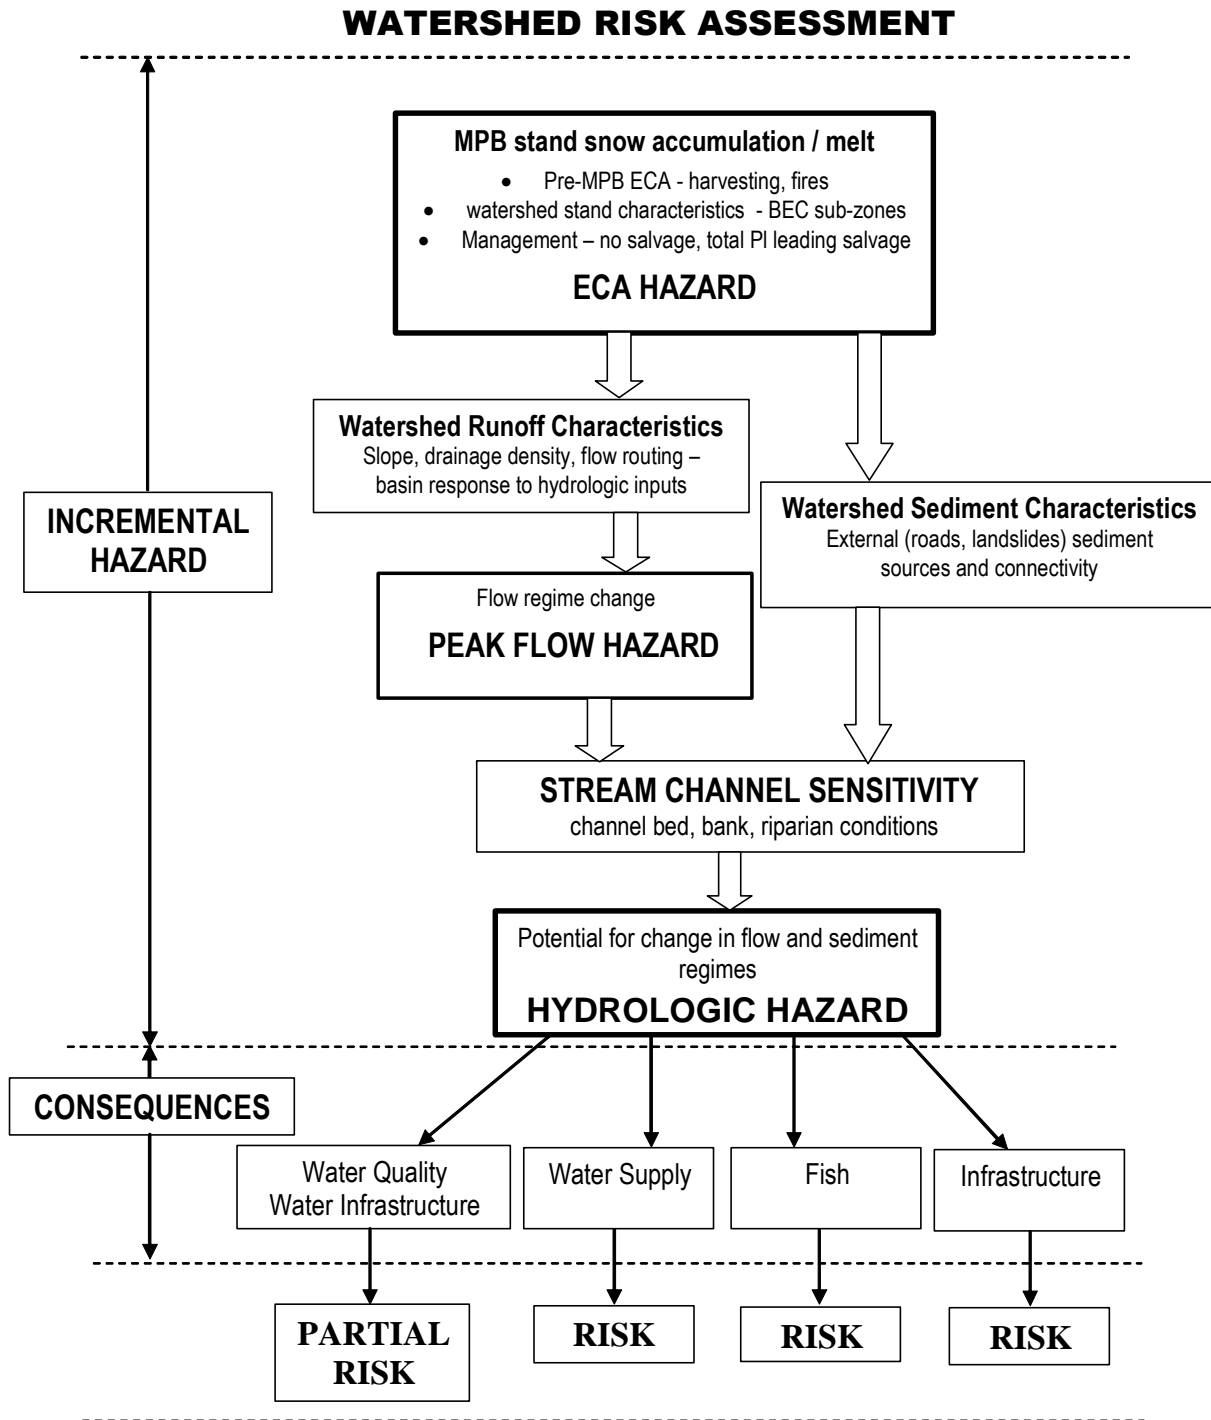 WATERSHED RISK ASSESSMENT
MPB stand snow accumulation / melt
• Pre-MPB ECA - harvesting, fires
• watershed stand characteristics - BEC sub-zones
• Management – no salvage, total Pl leading salvage
ECA HAZARD
Watershed Runoff Characteristics
Slope, drainage density, flow routing –
basin response to hydrologic inputs
INCREMENTAL
HAZARD
Watershed Sediment Characteristics
External (roads, landslides) sediment
sources and connectivity
Flow regime change
PEAK FLOW HAZARD
STREAM CHANNEL SENSITIVITY
channel bed, bank, riparian conditions
Potential for change in flow and sediment
regimes
HYDROLOGIC HAZARD
CONSEQUENCES
Water Quality
Water Infrastructure
Water Supply
Fish
Infrastructure
PARTIAL
RISK
RISK
RISK
RISK